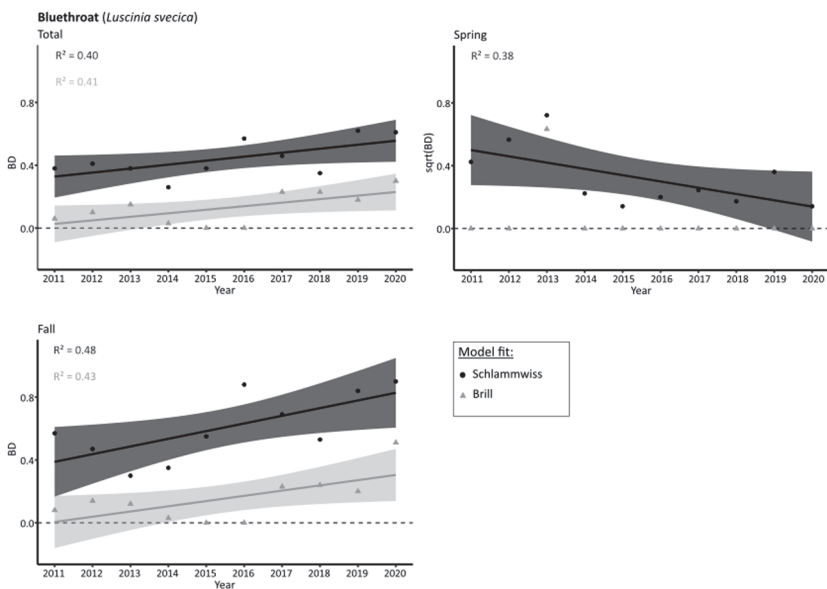 Bluethroat (Luscinia svecica)
Total
R² = 0.40
R² = 0.41
BD
0.8
0.4
0.0
2011 2012 2013 2014 2015 2016 2017 2018 2019 2020
Year
Spring
R² = 0.38
sqrt(BD)
0.8
0.4
0.0
2011 2012 2013 2014 2015 2016 2017 2018 2019 2020
Year
Fall
R² = 0.48
R² = 0.43
BD
0.8
0.4
0.0
2011 2012 2013 2014 2015 2016 2017 2018 2019 2020
Year
Model fit:
Schlammwiss
Brill